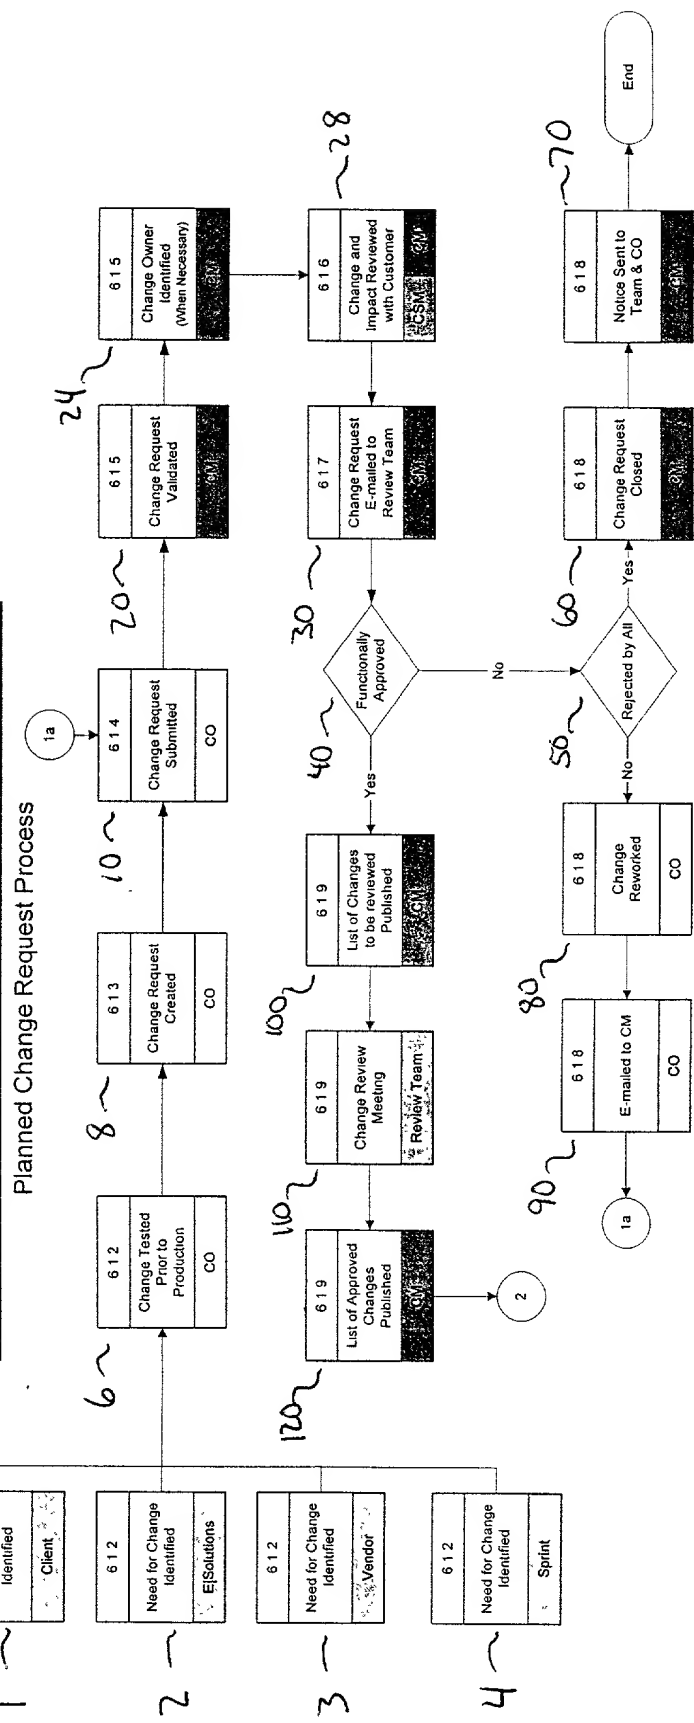 Planned Change Request Process
1
Identified
Client
2
612
Need for Change
Identified
E|Solutions
3
612
Need for Change
Identified
Vendor
4
612
Need for Change
Identified
Sprint
6
612
Change Tested
Prior to
Production
CO
8
613
Change Request
Created
CO
10
614
Change Request
Submitted
CO
1a
20
615
Change Request
Validated
CM
24
615
Change Owner
Identified
(When Necessary)
CM
28
616
Change and
Impact Reviewed
with Customer
CSM CM
30
617
Change Request
E-mailed to
Review Team
CM
40
Functionally
Approved
Yes
No
100
619
List of Changes
to be reviewed
Published
CM
110
619
Change Review
Meeting
Review Team
120
619
List of Approved
Changes
Published
CM
2
50
Rejected by All
Yes
No
60
618
Change Request
Closed
CM
70
618
Notice Sent to
Team & CO
CM
End
80
618
Change
Reworked
CO
90
618
E-mailed to CM
CO
1a